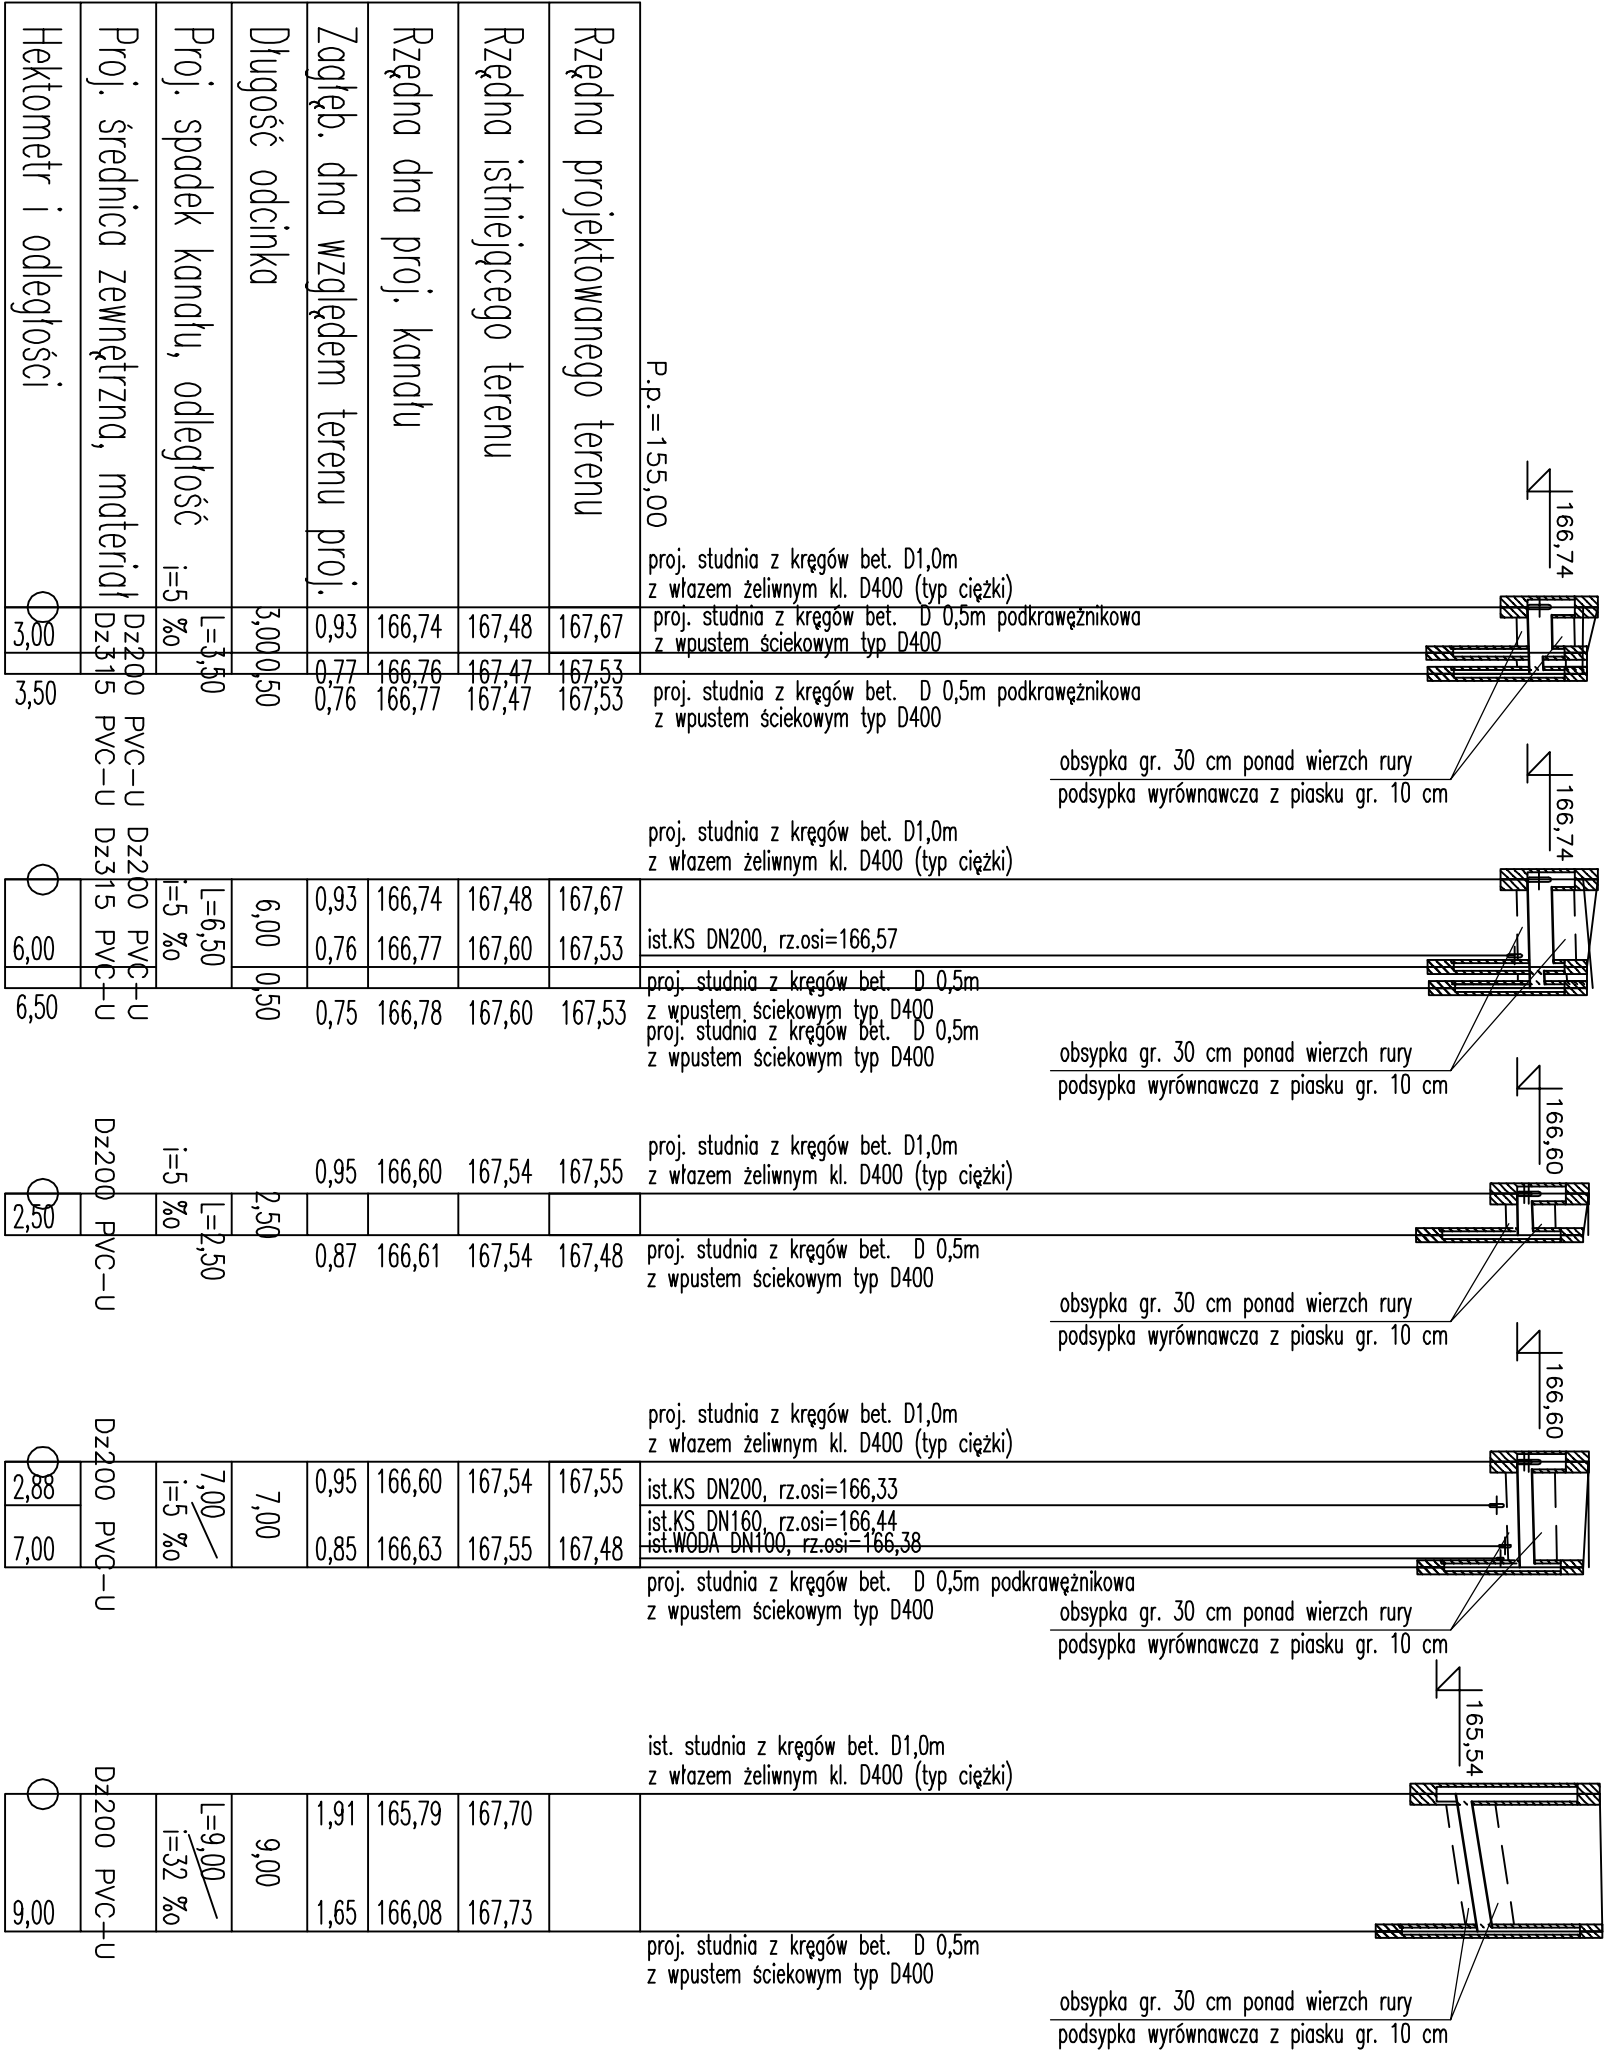 Rzędna projektowanego terenu
Rzędna istniejącego terenu
Rzędna dna proj. kanału
Zagłęb. dna względem terenu proj.
Długość odcinka
Proj. spadek kanału, odległość
Proj. średnica zewnętrzna, materiał
Hektometr i odległości
P.p.=155,00
166,74
proj. studnia z kręgów bet. D1,0m
z włazem żeliwnym kl. D400 (typ ciężki)
proj. studnia z kręgów bet. D 0,5m podkrawężnikowa
z wpustem ściekowym typ D400
proj. studnia z kręgów bet. D 0,5m podkrawężnikowa
z wpustem ściekowym typ D400
3,00
Dz200 PVC-U
Dz315 PVC-U
i=5 ‰
L=3,50
3,00 0,50
0,93 166,74 167,48 167,67
0,77 166,76 167,47 167,53
0,76 166,77 167,47 167,53
3,50
obsypka gr. 30 cm ponad wierzch rury
podsypka wyrównawcza z piasku gr. 10 cm
166,74
proj. studnia z kręgów bet. D1,0m
z włazem żeliwnym kl. D400 (typ ciężki)
Dz200 PVC-U
Dz315 PVC-U
L=6,50
i=5 ‰
6,00 0,50
0,93 166,74 167,48 167,67
6,00
0,76 166,77 167,60 167,53
ist.KS DN200, rz.osi=166,57
6,50
0,75 166,78 167,60 167,53
proj. studnia z kręgów bet. D 0,5m
z wpustem ściekowym typ D400
proj. studnia z kręgów bet. D 0,5m
z wpustem ściekowym typ D400
obsypka gr. 30 cm ponad wierzch rury
podsypka wyrównawcza z piasku gr. 10 cm
166,60
proj. studnia z kręgów bet. D1,0m
z włazem żeliwnym kl. D400 (typ ciężki)
0,95 166,60 167,54 167,55
2,50
Dz200 PVC-U
i=5 ‰
L=2,50
2,50
0,87 166,61 167,54 167,48
proj. studnia z kręgów bet. D 0,5m
z wpustem ściekowym typ D400
obsypka gr. 30 cm ponad wierzch rury
podsypka wyrównawcza z piasku gr. 10 cm
166,60
proj. studnia z kręgów bet. D1,0m
z włazem żeliwnym kl. D400 (typ ciężki)
2,88
Dz200 PVC-U
7,00
i=5 ‰
7,00
0,95 166,60 167,54 167,55
ist.KS DN200, rz.osi=166,33
ist.KS DN160, rz.osi=166,44
ist.WODA DN100, rz.osi=166,38
7,00
0,85 166,63 167,55 167,48
proj. studnia z kręgów bet. D 0,5m podkrawężnikowa
z wpustem ściekowym typ D400
obsypka gr. 30 cm ponad wierzch rury
podsypka wyrównawcza z piasku gr. 10 cm
165,54
ist. studnia z kręgów bet. D1,0m
z włazem żeliwnym kl. D400 (typ ciężki)
Dz200 PVC-U
L=9,00
i=32 ‰
9,00
1,91 165,79 167,70
9,00
1,65 166,08 167,73
proj. studnia z kręgów bet. D 0,5m
z wpustem ściekowym typ D400
obsypka gr. 30 cm ponad wierzch rury
podsypka wyrównawcza z piasku gr. 10 cm